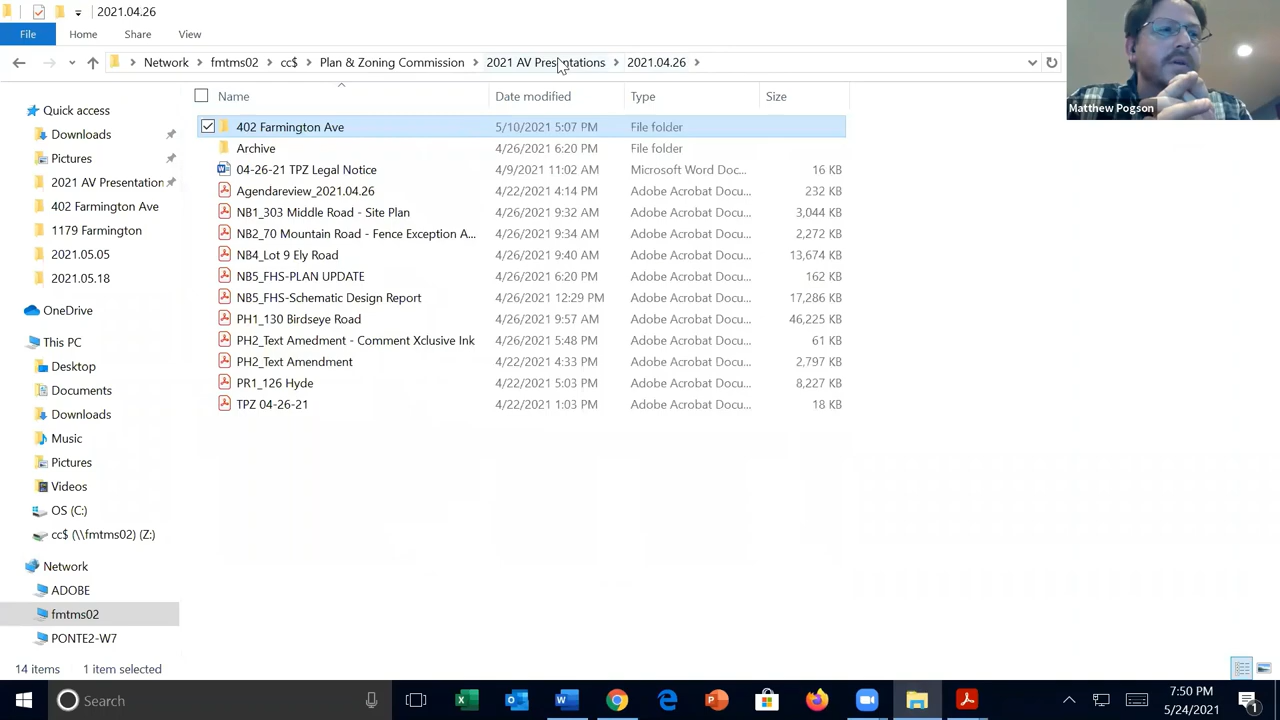 2021.04.26
File Home Share View
Network fmtms02 cc$ Plan & Zoning Commission 2021 AV Presentations 2021.04.26
Matthew Pogson
Name Date modified Type Size
Quick access
Downloads
Pictures
2021 AV Presentation
402 Farmington Ave
1179 Farmington
2021.05.05
2021.05.18
OneDrive
This PC
Desktop
Documents
Downloads
Music
Pictures
Videos
OS (C:)
cc$ (\\fmtms02) (Z:)
Network
ADOBE
fmtms02
PONTE2-W7
402 Farmington Ave 5/10/2021 5:07 PM File folder
Archive 4/26/2021 6:20 PM File folder
04-26-21 TPZ Legal Notice 4/9/2021 11:02 AM Microsoft Word Doc... 16 KB
Agendareview_2021.04.26 4/22/2021 4:14 PM Adobe Acrobat Docu... 232 KB
NB1_303 Middle Road - Site Plan 4/26/2021 9:32 AM Adobe Acrobat Docu... 3,044 KB
NB2_70 Mountain Road - Fence Exception A... 4/26/2021 9:34 AM Adobe Acrobat Docu... 2,272 KB
NB4_Lot 9 Ely Road 4/26/2021 9:40 AM Adobe Acrobat Docu... 13,674 KB
NB5_FHS-PLAN UPDATE 4/26/2021 6:20 PM Adobe Acrobat Docu... 162 KB
NB5_FHS-Schematic Design Report 4/26/2021 12:29 PM Adobe Acrobat Docu... 17,286 KB
PH1_130 Birdseye Road 4/26/2021 9:57 AM Adobe Acrobat Docu... 46,225 KB
PH2_Text Amedment - Comment Xclusive Ink 4/26/2021 5:48 PM Adobe Acrobat Docu... 61 KB
PH2_Text Amendment 4/22/2021 4:33 PM Adobe Acrobat Docu... 2,797 KB
PR1_126 Hyde 4/22/2021 5:03 PM Adobe Acrobat Docu... 8,227 KB
TPZ 04-26-21 4/22/2021 1:03 PM Adobe Acrobat Docu... 18 KB
14 items 1 item selected
Search
7:50 PM
5/24/2021
1